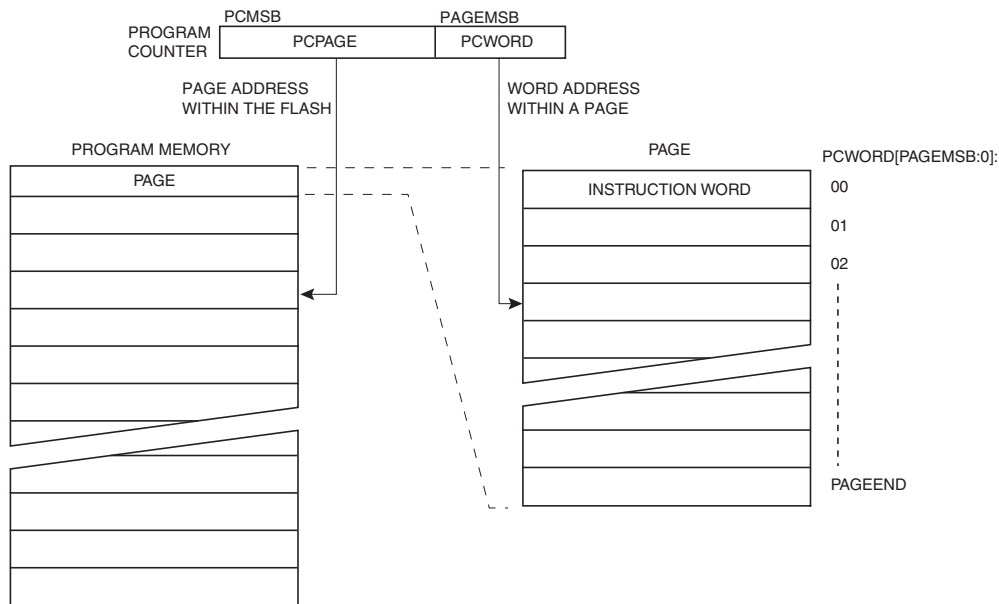 PCMSB PAGEMSB
PROGRAM
COUNTER
PCPAGE PCWORD
PAGE ADDRESS
WITHIN THE FLASH
WORD ADDRESS
WITHIN A PAGE
PROGRAM MEMORY
PAGE
PAGE
PCWORD[PAGEMSB:0]:
INSTRUCTION WORD
00
01
02
PAGEEND